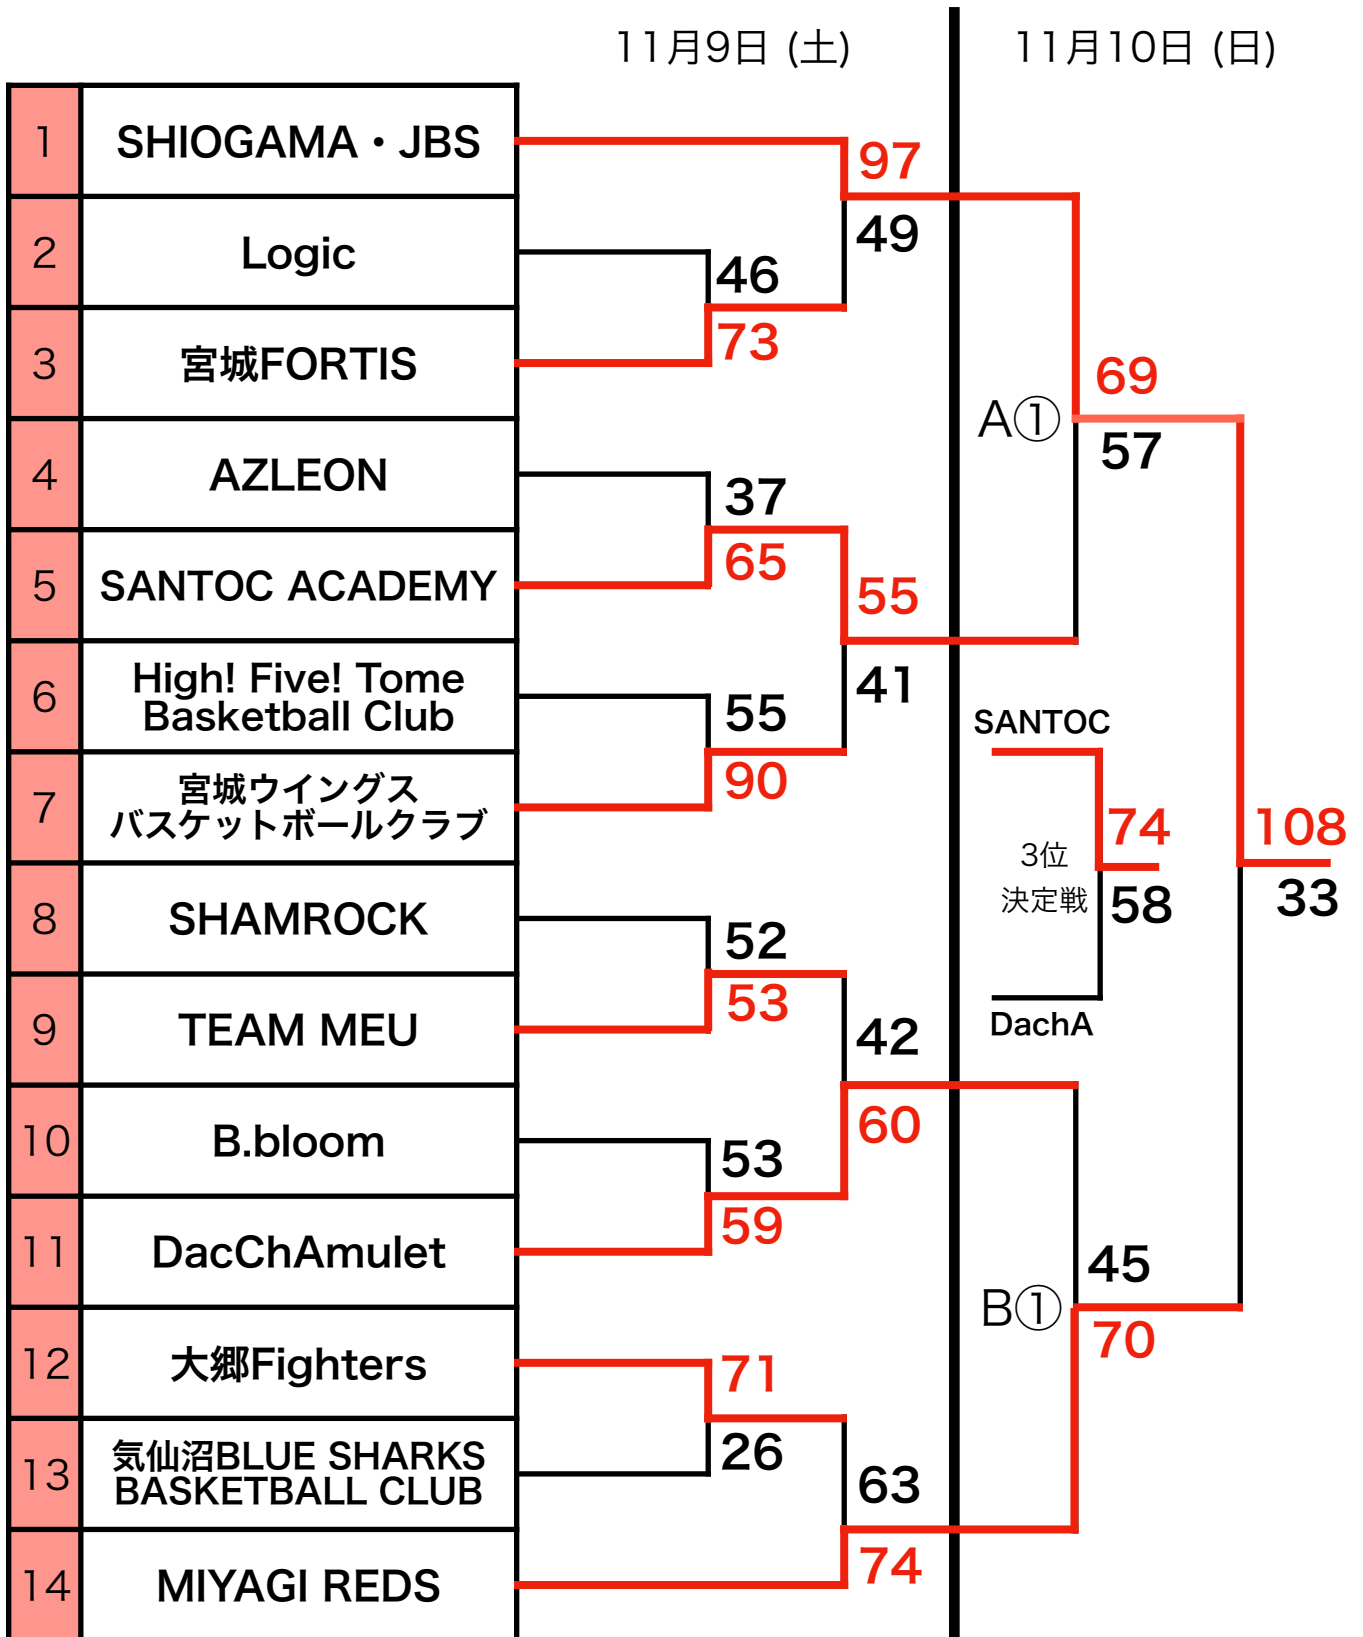 11月9日 (土)
11月10日 (日)
1
SHIOGAMA・JBS
2
Logic
3
宮城FORTIS
4
AZLEON
5
SANTOC ACADEMY
6
High! Five! Tome
Basketball Club
7
宮城ウイングス
バスケットボールクラブ
8
SHAMROCK
9
TEAM MEU
10
B.bloom
11
DacChAmulet
12
大郷Fighters
13
気仙沼BLUE SHARKS
BASKETBALL CLUB
14
MIYAGI REDS
46
73
37
65
55
90
52
53
53
59
71
26
97
49
55
41
42
60
63
74
A①
69
57
B①
45
70
SANTOC
74
3位
決定戦
58
DachA
108
33